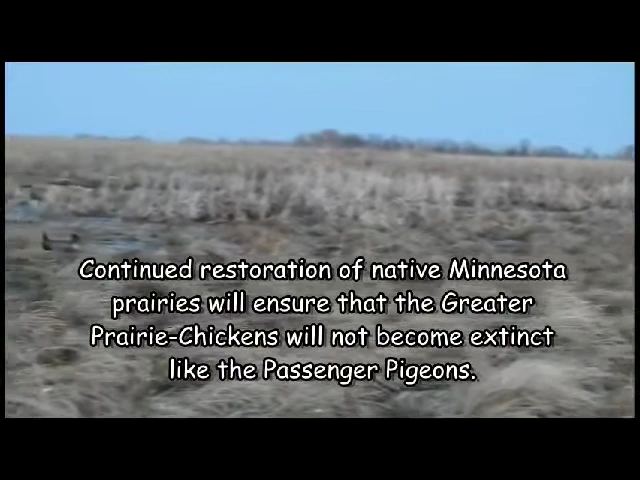 Continued restoration of native Minnesota
prairies will ensure that the Greater
Prairie-Chickens will not become extinct
like the Passenger Pigeons.